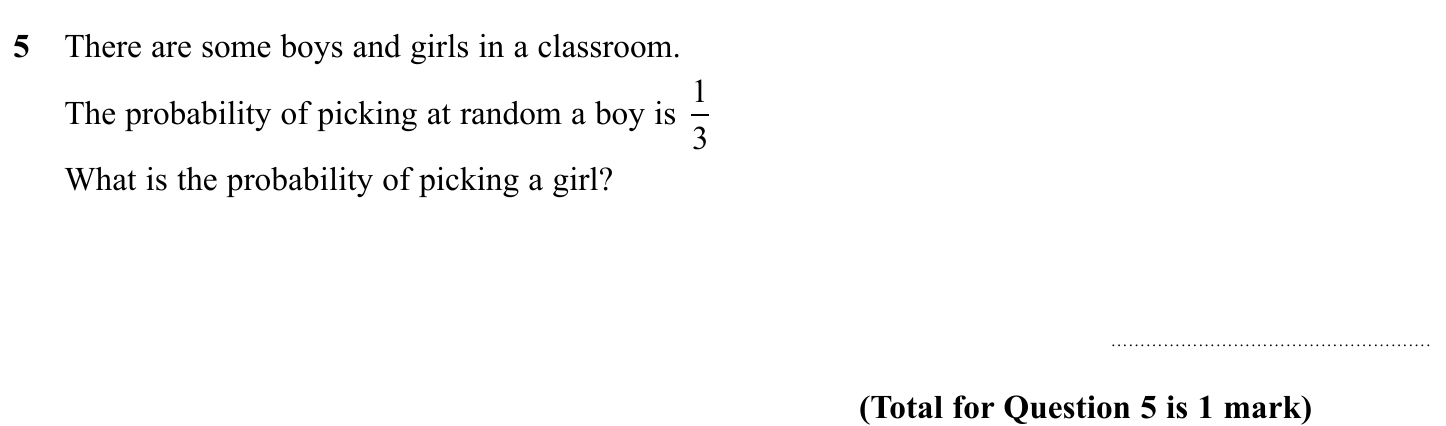 5 There are some boys and girls in a classroom.
The probability of picking at random a boy is 1/3
What is the probability of picking a girl?
........................................................
(Total for Question 5 is 1 mark)